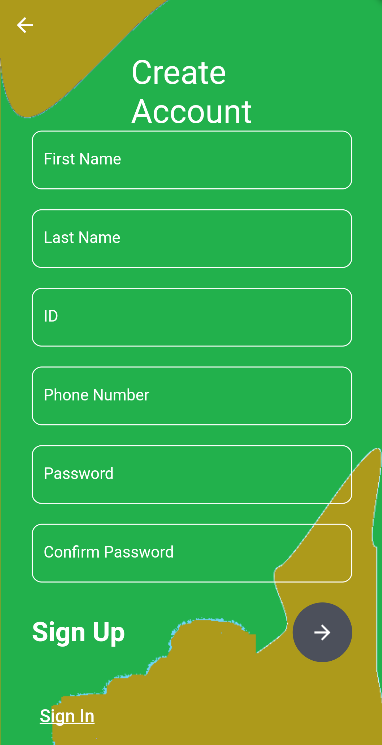 Create
Account
First Name
Last Name
ID
Phone Number
Password
Confirm Password
Sign Up
Sign In